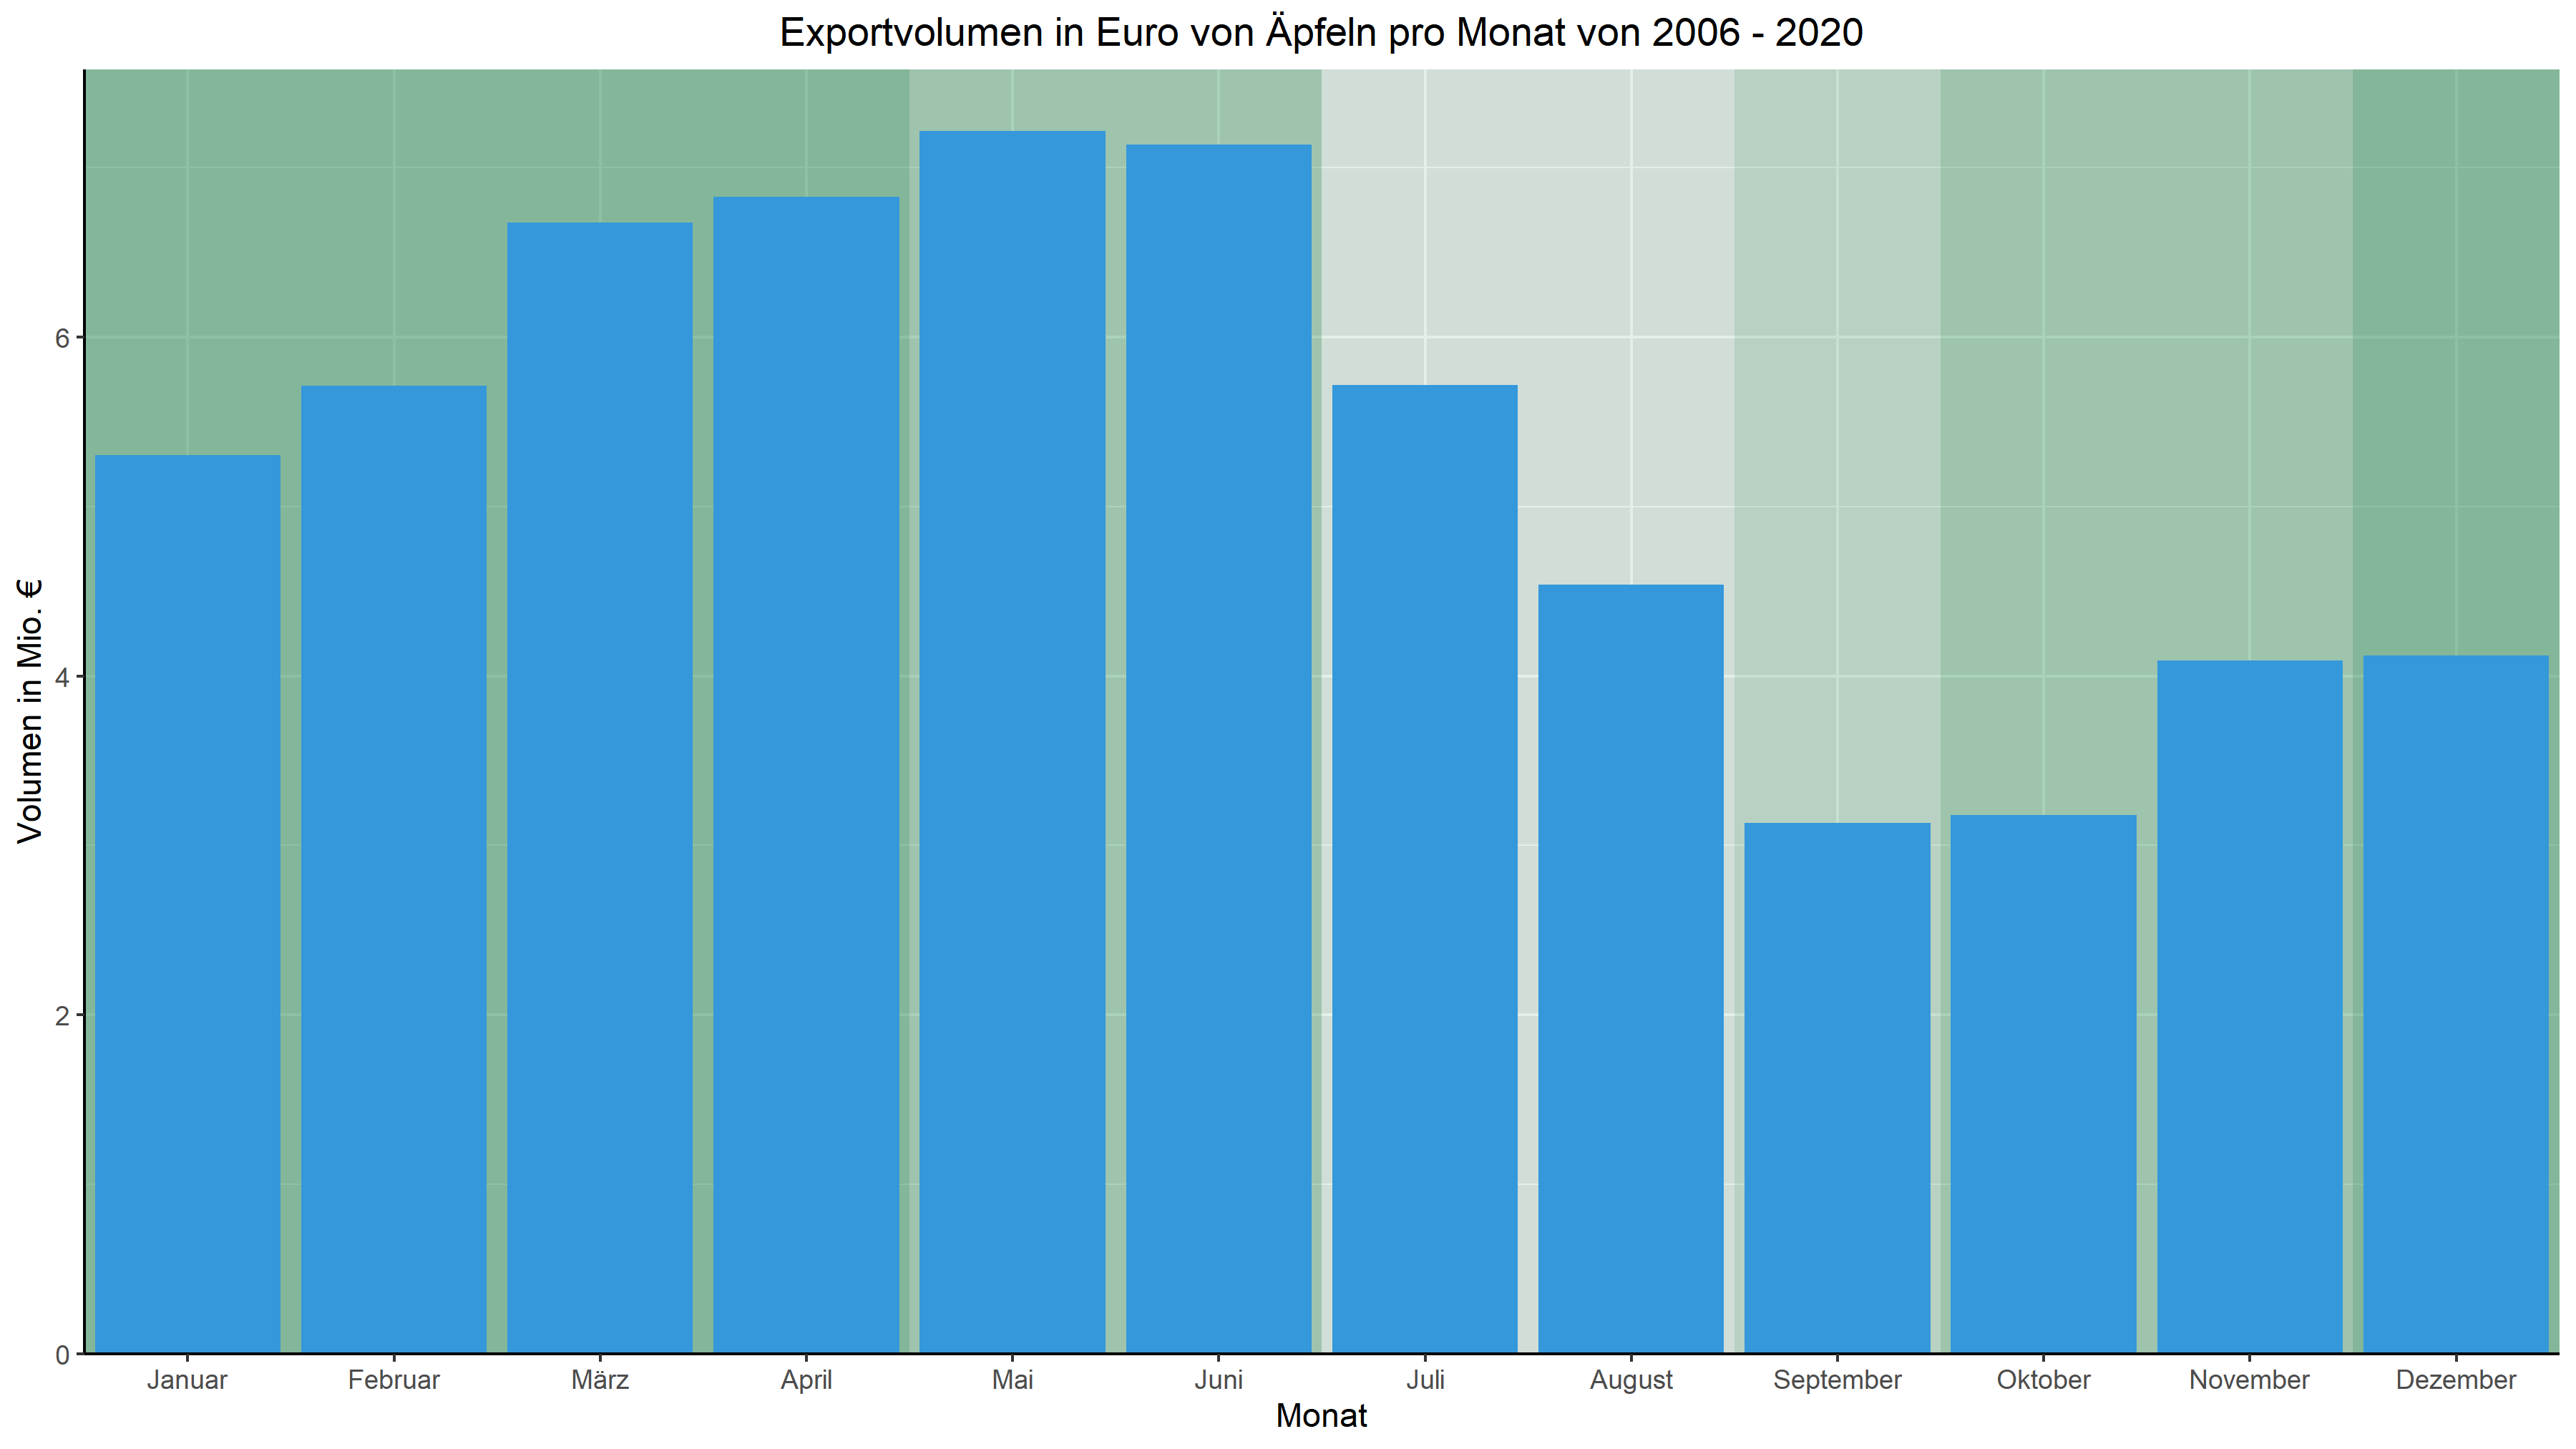 Exportvolumen in Euro von Äpfeln pro Monat von 2006 - 2020
Volumen in Mio. €
6
4
2
0
Januar Februar März April Mai Juni Juli August September Oktober November Dezember
Monat